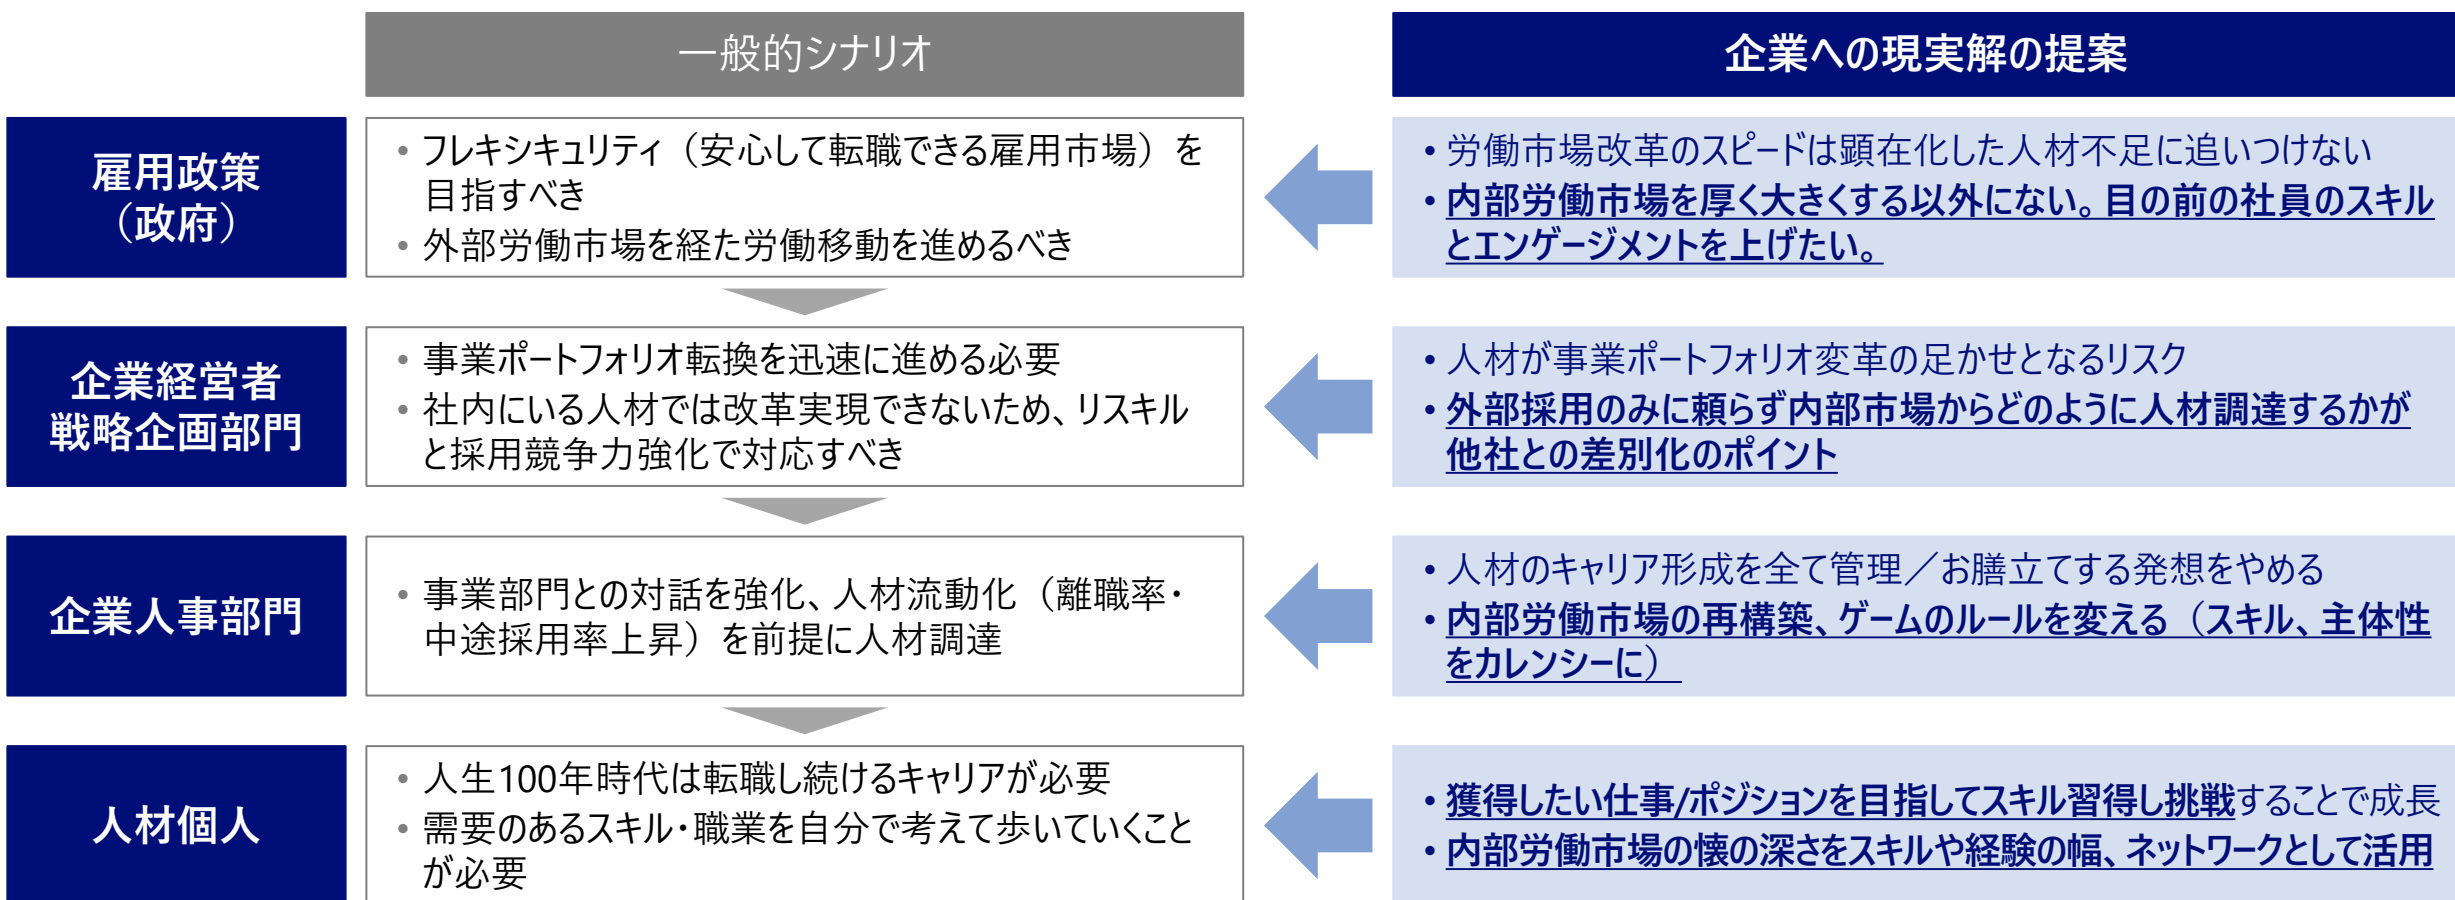 一般的シナリオ
企業への現実解の提案
雇用政策
（政府）
• フレキシキュリティ（安心して転職できる雇用市場）を
目指すべき
• 外部労働市場を経た労働移動を進めるべき
• 労働市場改革のスピードは顕在化した人材不足に追いつけない
• 内部労働市場を厚く大きくする以外にない。目の前の社員のスキル
とエンゲージメントを上げたい。
企業経営者
戦略企画部門
• 事業ポートフォリオ転換を迅速に進める必要
• 社内にいる人材では改革実現できないため、リスキル
と採用競争力強化で対応すべき
• 人材が事業ポートフォリオ変革の足かせとなるリスク
• 外部採用のみに頼らず内部市場からどのように人材調達するかが
他社との差別化のポイント
企業人事部門
• 事業部門との対話を強化、人材流動化（離職率・
中途採用率上昇）を前提に人材調達
• 人材のキャリア形成を全て管理／お膳立てする発想をやめる
• 内部労働市場の再構築、ゲームのルールを変える（スキル、主体性
をカレンシーに）
人材個人
• 人生100年時代は転職し続けるキャリアが必要
• 需要のあるスキル・職業を自分で考えて歩いていくこと
が必要
• 獲得したい仕事/ポジションを目指してスキル習得し挑戦することで成長
• 内部労働市場の懐の深さをスキルや経験の幅、ネットワークとして活用